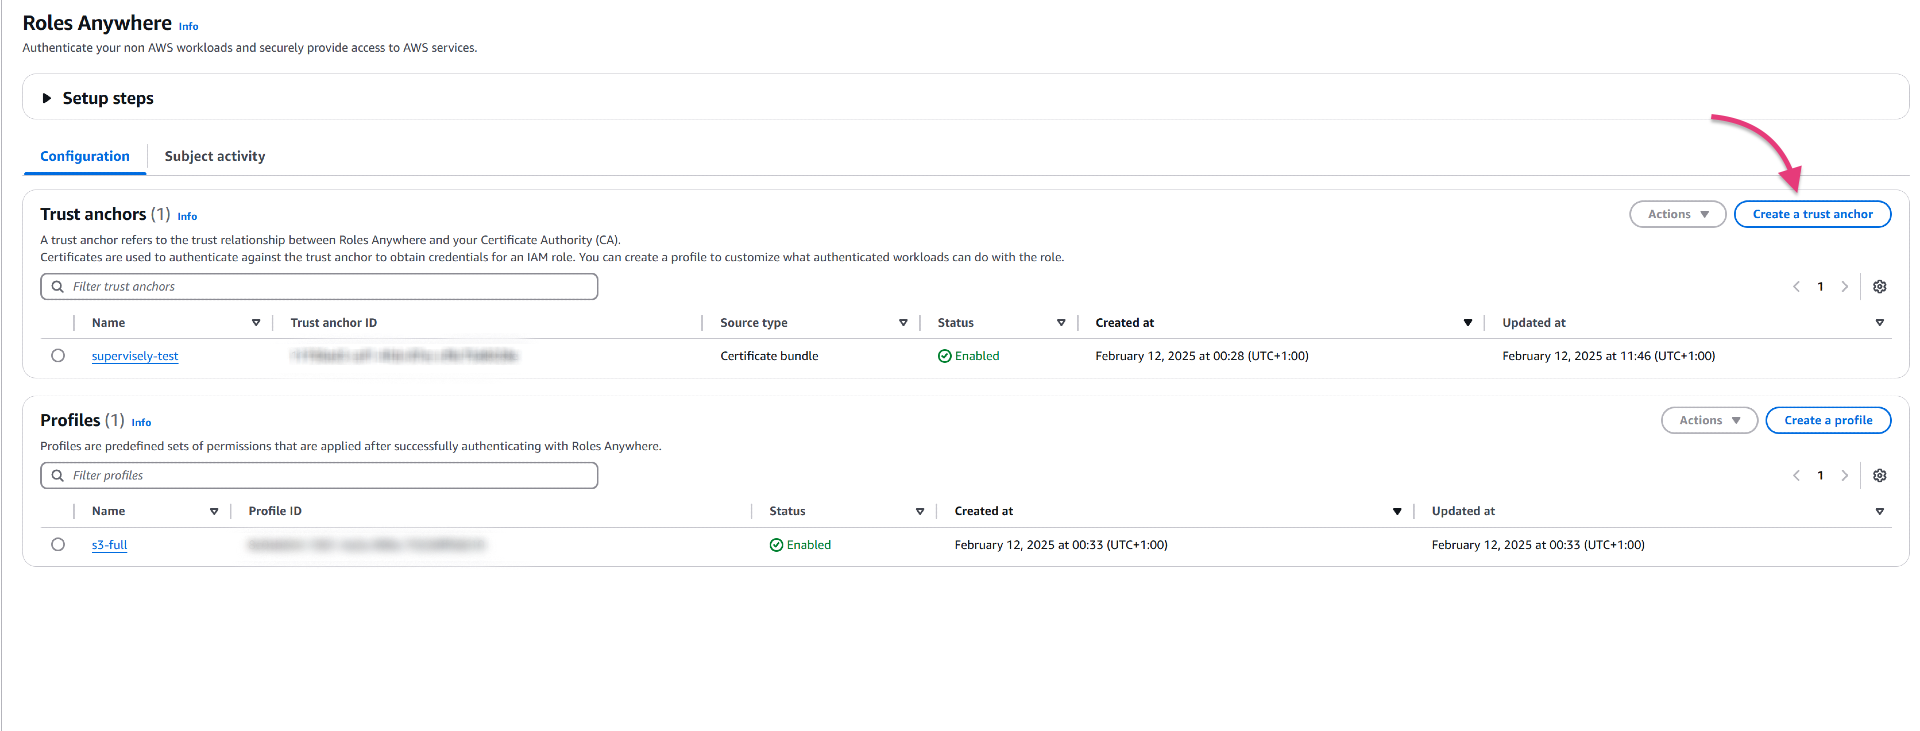 Roles Anywhere Info
Authenticate your non AWS workloads and securely provide access to AWS services.
Setup steps
Configuration
Subject activity
Trust anchors (1) Info
Actions
Create a trust anchor
A trust anchor refers to the trust relationship between Roles Anywhere and your Certificate Authority (CA).
Certificates are used to authenticate against the trust anchor to obtain credentials for an IAM role. You can create a profile to customize what authenticated workloads can do with the role.
Filter trust anchors
1
Name Trust anchor ID Source type Status Created at Updated at
supervisely-test Certificate bundle Enabled February 12, 2025 at 00:28 (UTC+1:00) February 12, 2025 at 11:46 (UTC+1:00)
Profiles (1) Info
Actions
Create a profile
Profiles are predefined sets of permissions that are applied after successfully authenticating with Roles Anywhere.
Filter profiles
1
Name Profile ID Status Created at Updated at
s3-full Enabled February 12, 2025 at 00:33 (UTC+1:00) February 12, 2025 at 00:33 (UTC+1:00)